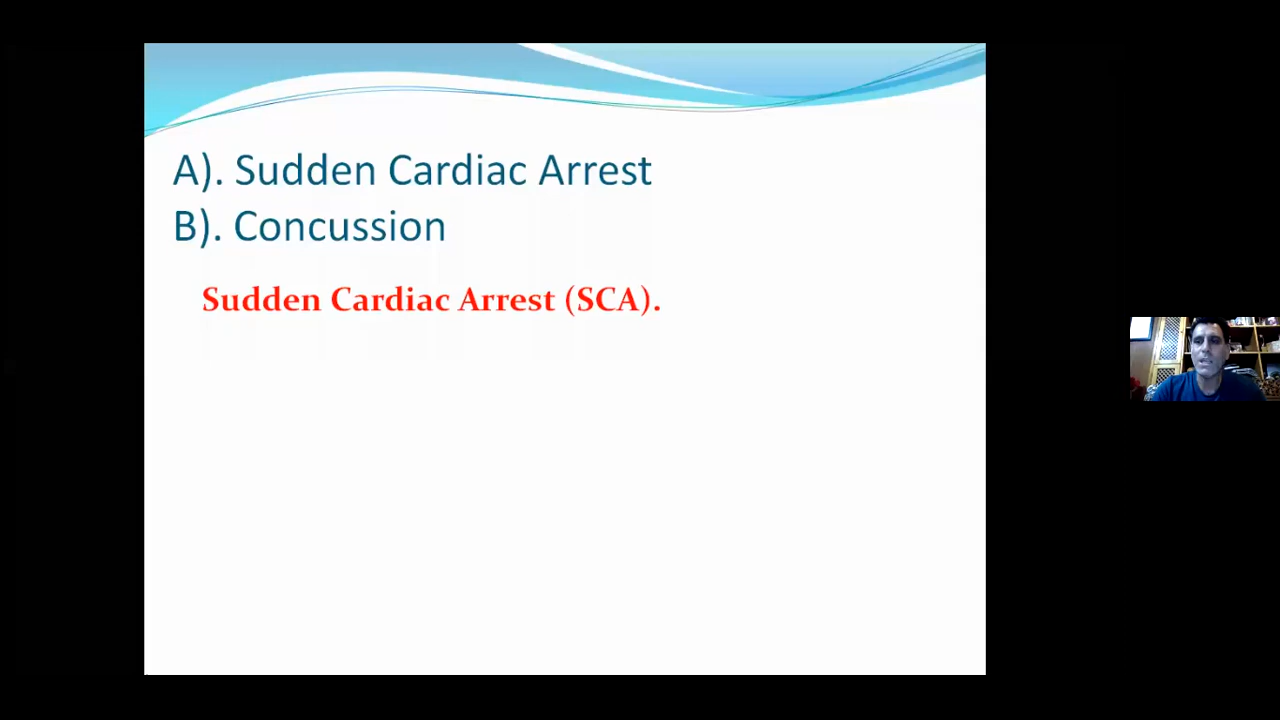 A). Sudden Cardiac Arrest
B). Concussion
Sudden Cardiac Arrest (SCA).